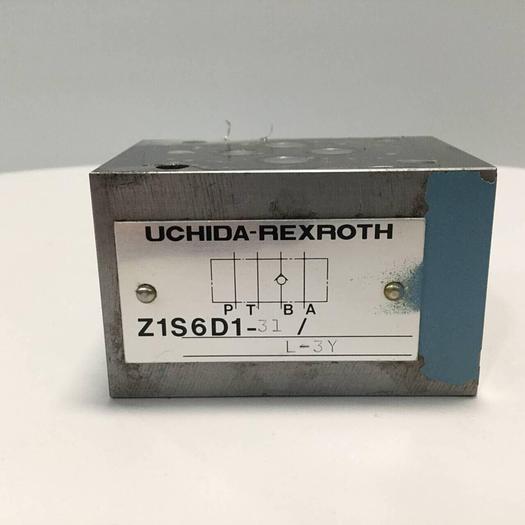 UCHIDA-REXROTH
P T B A
Z1S6D1-31/
L-3Y